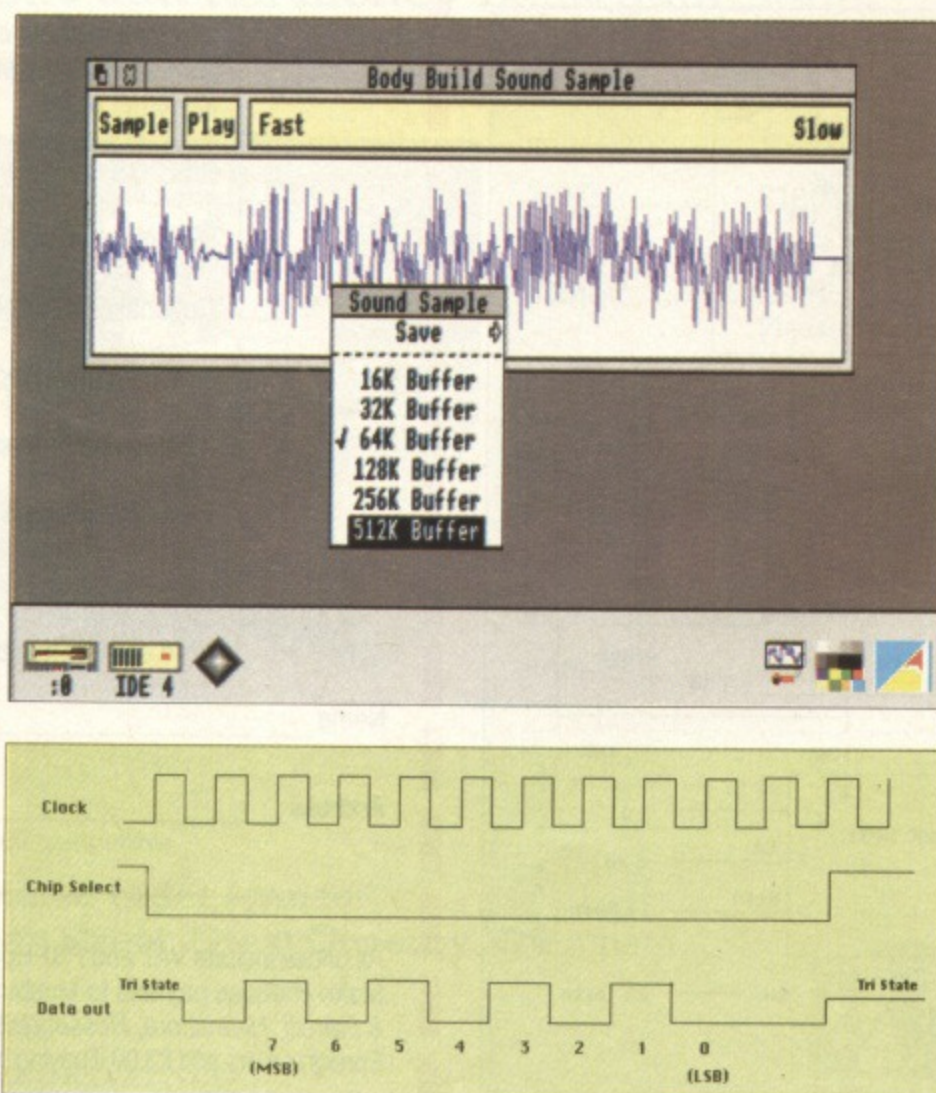 Body Build Sound Sample
Sample Play Fast Slow
Sound Sample
Save
16K Buffer
32K Buffer
√ 64K Buffer
128K Buffer
256K Buffer
512K Buffer
:0 IDE 4
Clock
Chip Select
Tri State Tri State
Data out
7 6 5 4 3 2 1 0
(MSB) (LSB)